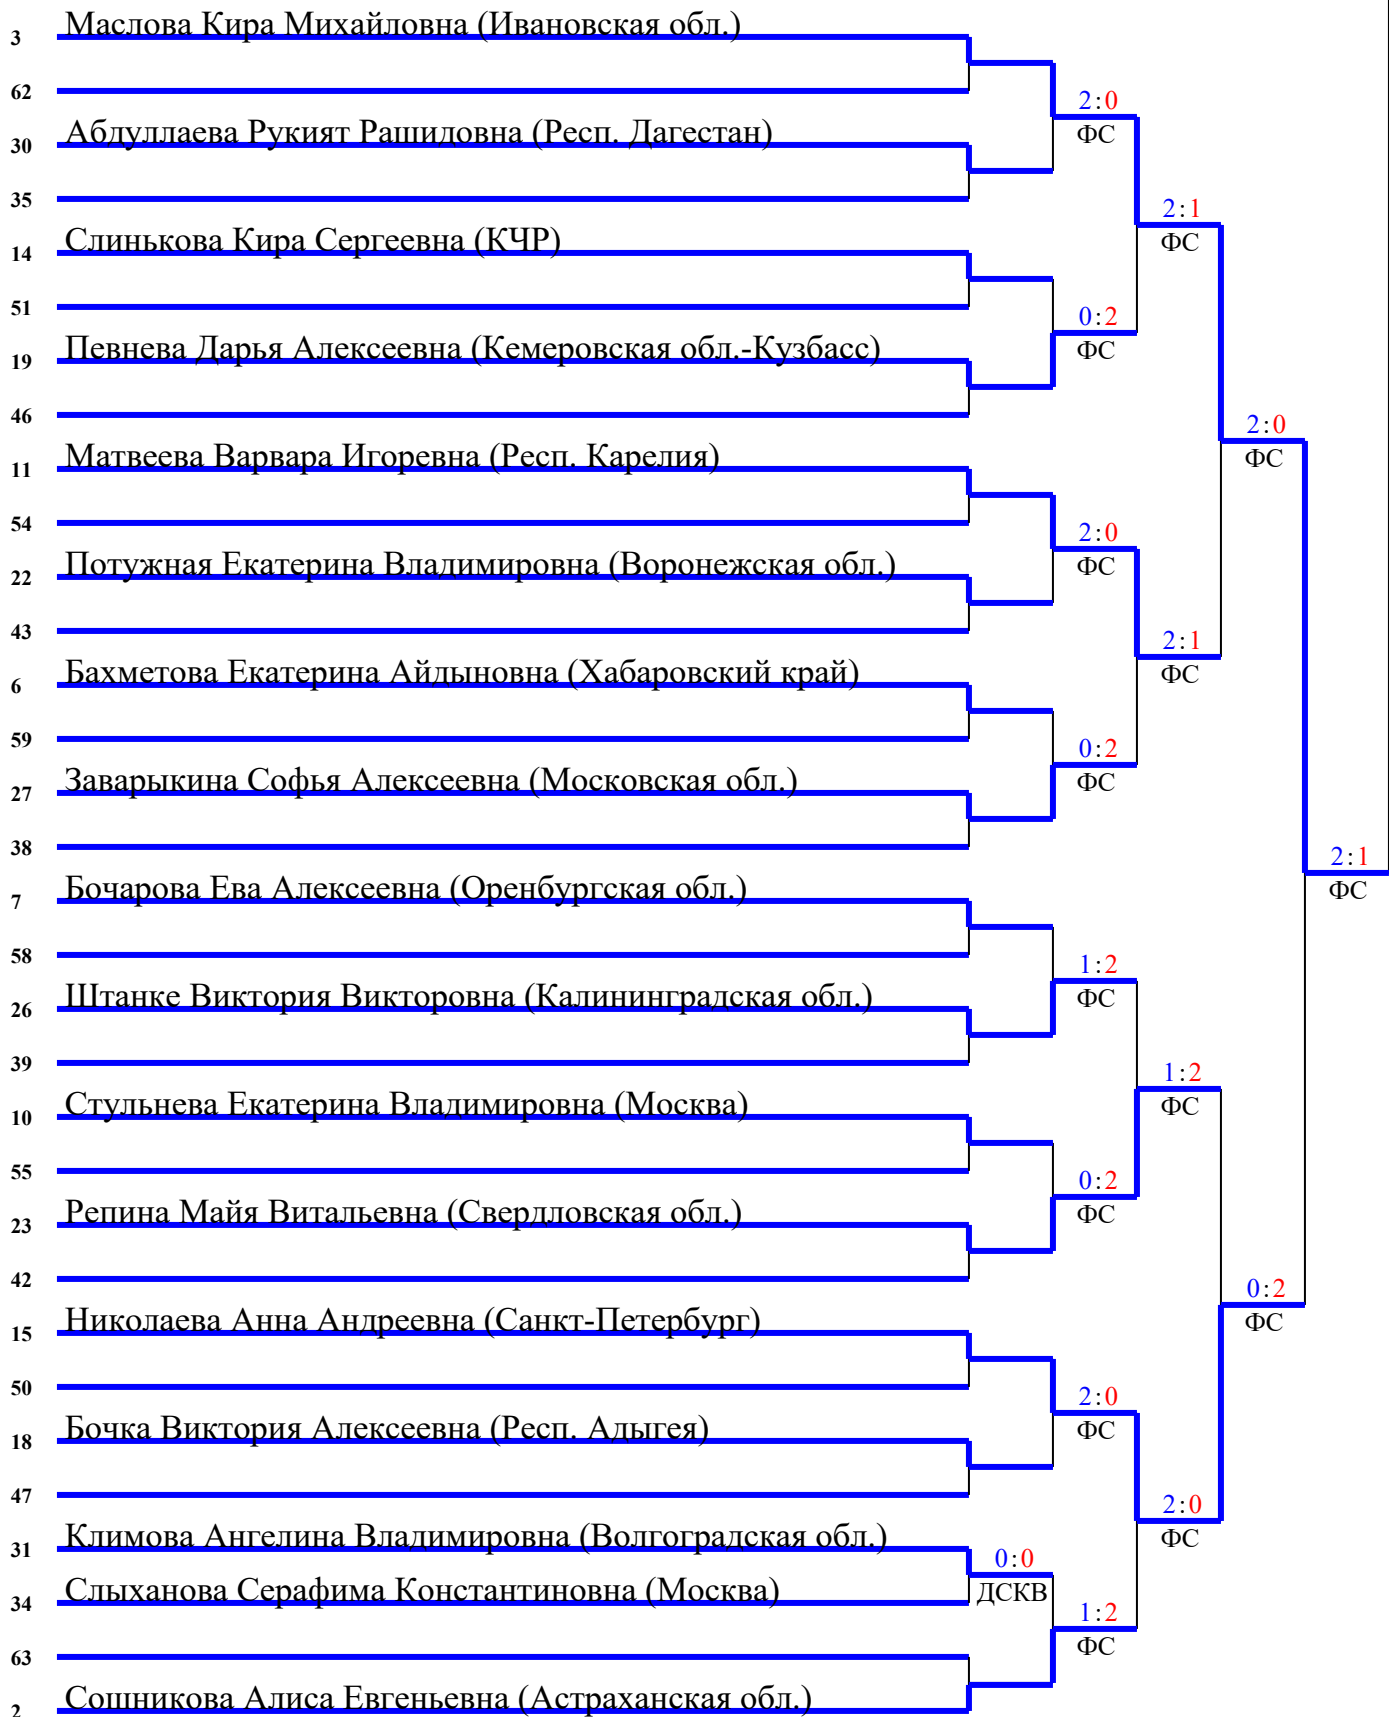 3 Маслова Кира Михайловна (Ивановская обл.)
62
2:0
30 Абдуллаева Рукият Рашидовна (Респ. Дагестан)
ФС
35
2:1
14 Слинькова Кира Сергеевна (КЧР)
ФС
51
0:2
19 Певнева Дарья Алексеевна (Кемеровская обл.-Кузбасс)
ФС
46
2:0
11 Матвеева Варвара Игоревна (Респ. Карелия)
ФС
54
2:0
22 Потужная Екатерина Владимировна (Воронежская обл.)
ФС
43
2:1
6 Бахметова Екатерина Айдыновна (Хабаровский край)
ФС
59
0:2
27 Заварыкина Софья Алексеевна (Московская обл.)
ФС
38
2:1
7 Бочарова Ева Алексеевна (Оренбургская обл.)
ФС
58
1:2
26 Штанке Виктория Викторовна (Калининградская обл.)
ФС
39
1:2
10 Стульнева Екатерина Владимировна (Москва)
ФС
55
0:2
23 Репина Майя Витальевна (Свердловская обл.)
ФС
42
0:2
15 Николаева Анна Андреевна (Санкт-Петербург)
ФС
50
2:0
18 Бочка Виктория Алексеевна (Респ. Адыгея)
ФС
47
2:0
31 Климова Ангелина Владимировна (Волгоградская обл.)
ФС
0:0
34 Слыханова Серафима Константиновна (Москва)
ДСКВ
1:2
ФС
63
2 Сошникова Алиса Евгеньевна (Астраханская обл.)